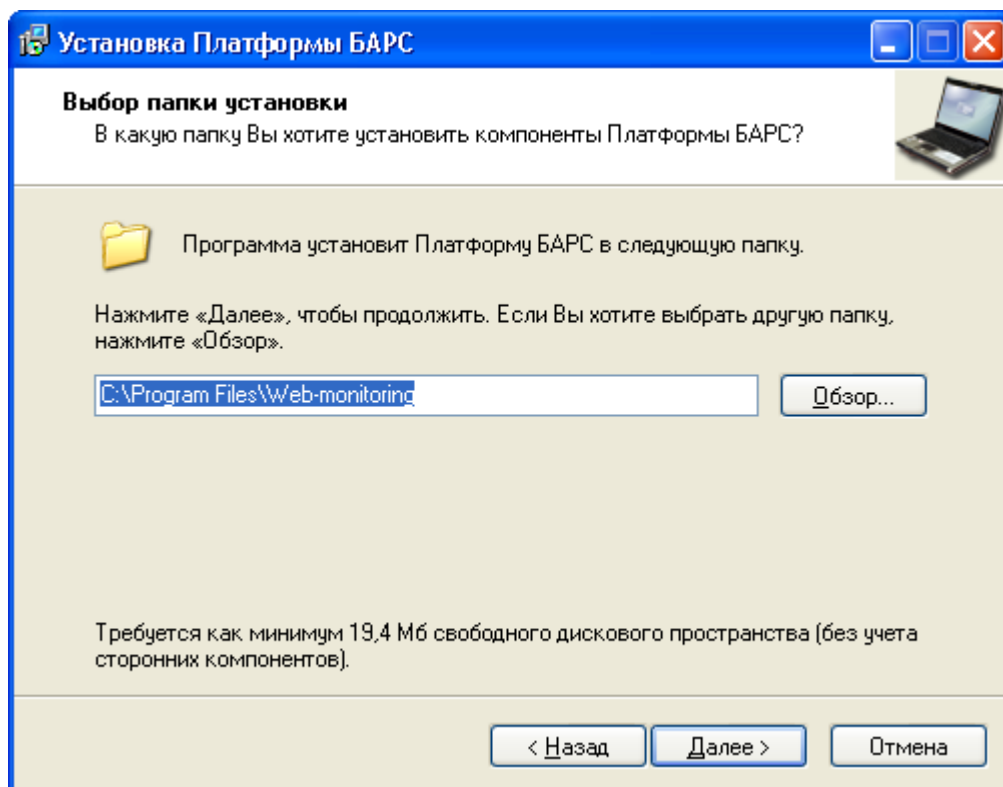 Установка Платформы БАРС
Выбор папки установки
В какую папку Вы хотите установить компоненты Платформы БАРС?
Программа установит Платформу БАРС в следующую папку.
Нажмите «Далее», чтобы продолжить. Если Вы хотите выбрать другую папку,
нажмите «Обзор».
C:\Program Files\Web-monitoring
Обзор...
Требуется как минимум 19,4 Мб свободного дискового пространства (без учета
сторонних компонентов).
< Назад
Далее >
Отмена